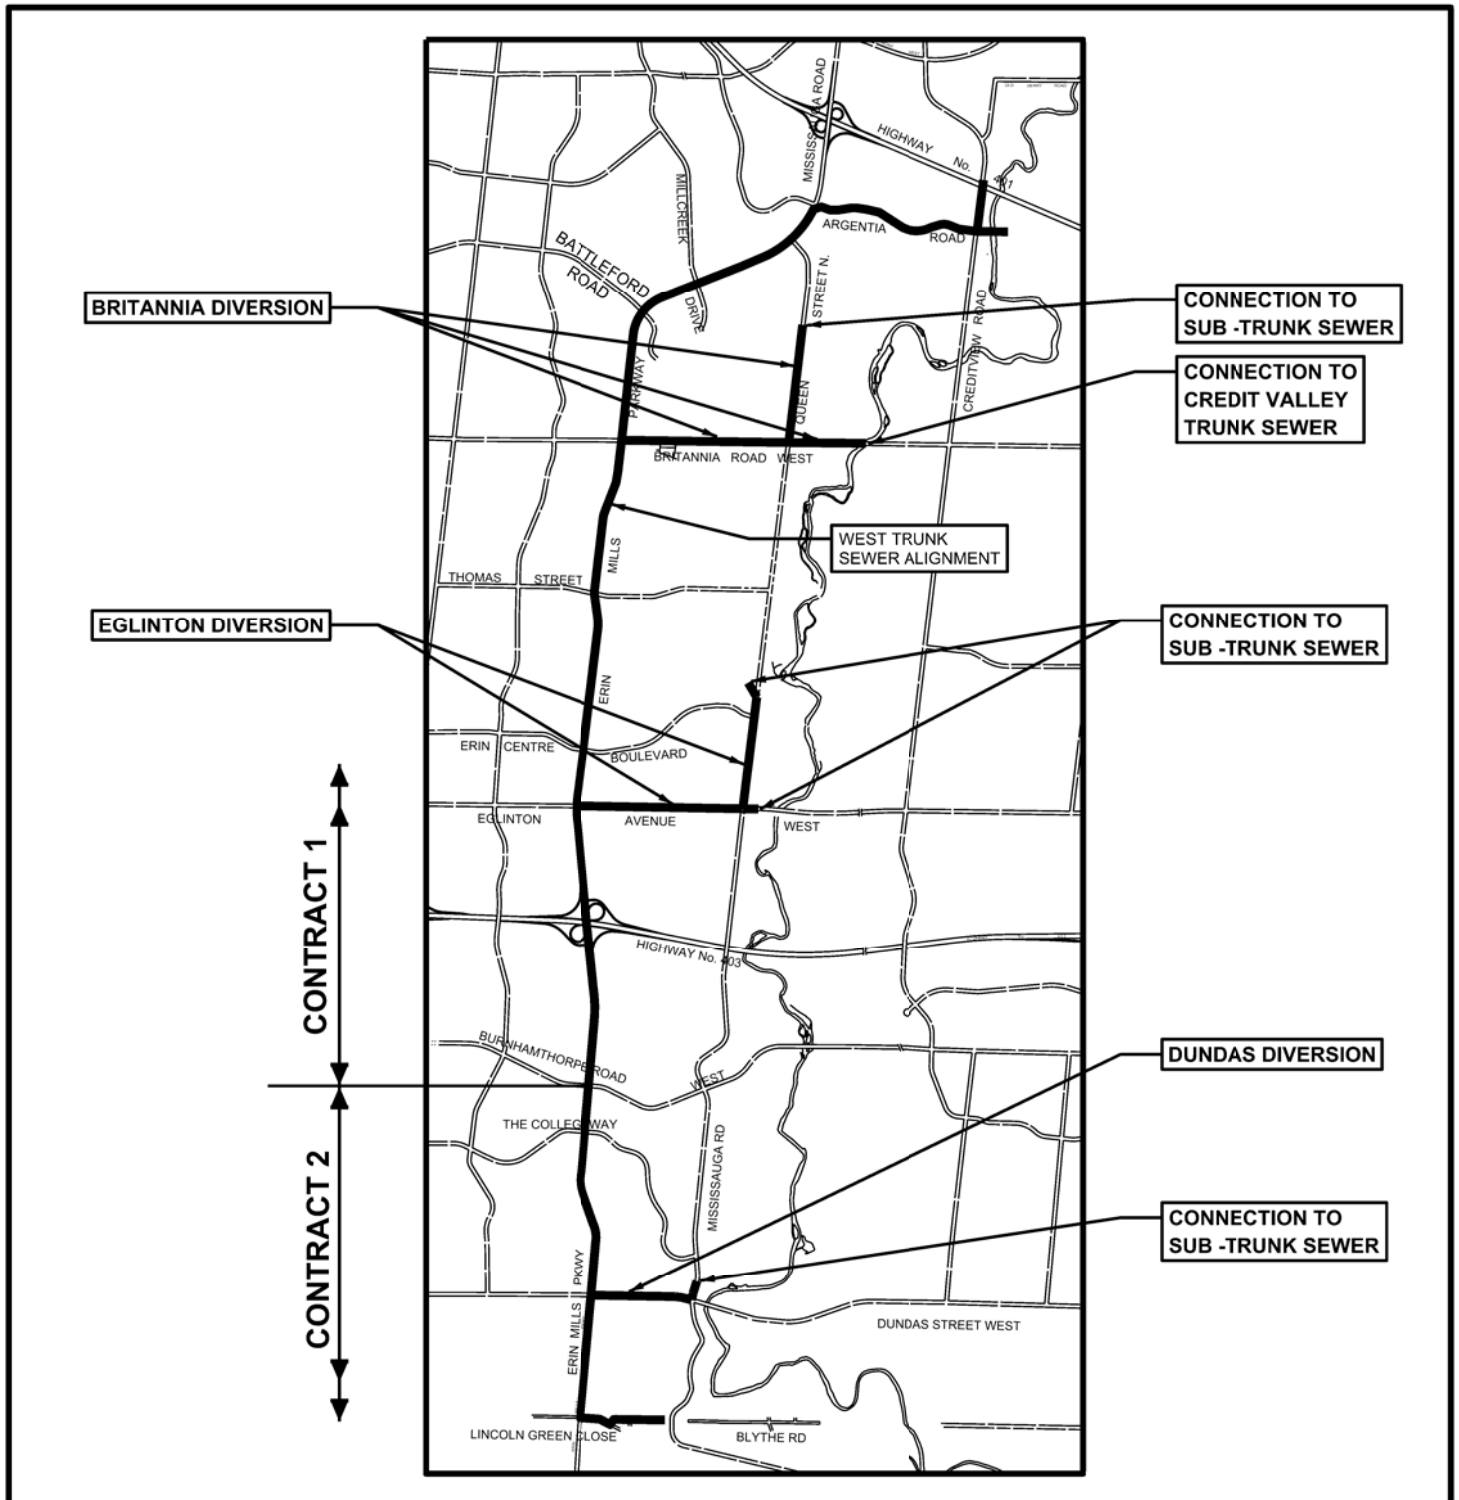 MISSISSAUGA ROAD
HIGHWAY No. 401
MILLCREEK
DRIVE
ARGENTIA ROAD
BATTLEFORD
ROAD
STREET N.
QUEEN
CREDITVIEW ROAD
BRITANNIA DIVERSION
CONNECTION TO
SUB -TRUNK SEWER
CONNECTION TO
CREDIT VALLEY
TRUNK SEWER
PARKWAY
BRITANNIA ROAD WEST
WEST TRUNK
SEWER ALIGNMENT
MILLS
THOMAS STREET
EGLINTON DIVERSION
CONNECTION TO
SUB -TRUNK SEWER
ERIN
ERIN CENTRE
BOULEVARD
EGLINTON AVENUE WEST
CONTRACT 1
HIGHWAY No. 403
BURNHAMTHORPE ROAD
WEST
DUNDAS DIVERSION
THE COLLEGEWAY
MISSISSAUGA RD
CONTRACT 2
CONNECTION TO
SUB -TRUNK SEWER
ERIN MILLS PKWY
DUNDAS STREET WEST
LINCOLN GREEN CLOSE
BLYTHE RD